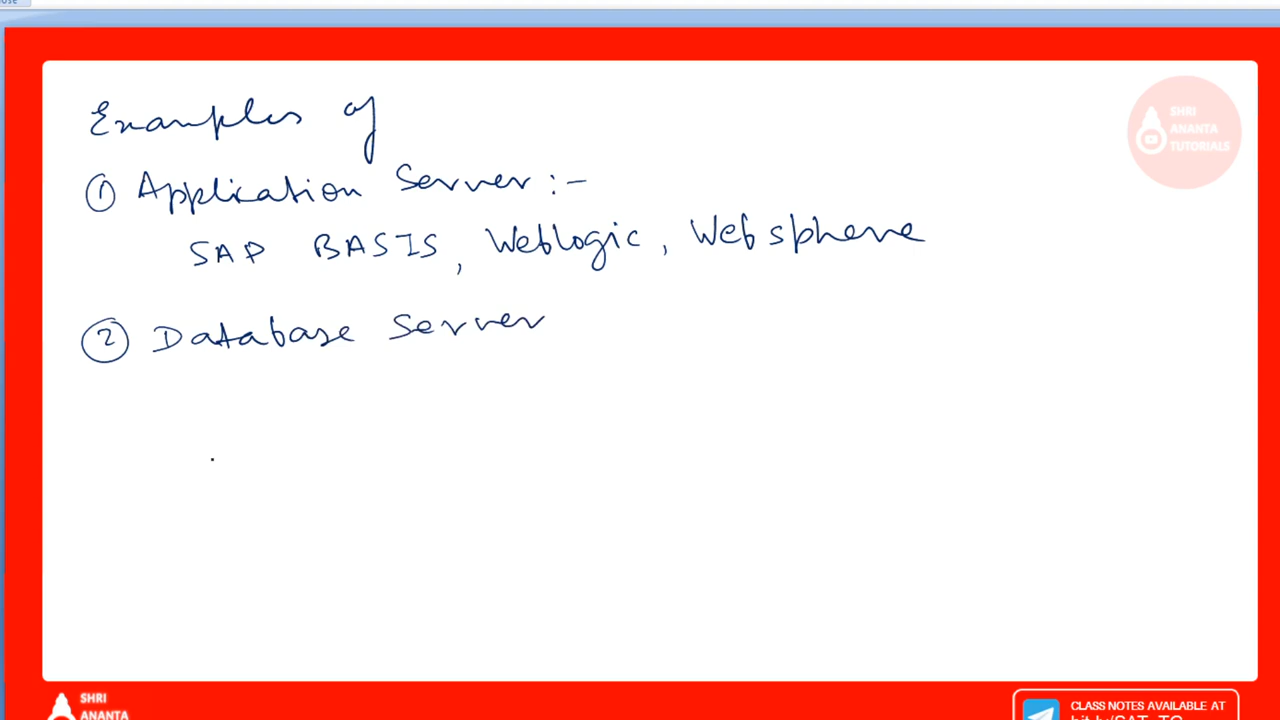 SHRI
ANANTA
TUTORIALS
Examples of
① Application Server :-
SAP BASIS, Weblogic, Websphere
② Database Server
SHRI
ANANTA
CLASS NOTES AVAILABLE AT